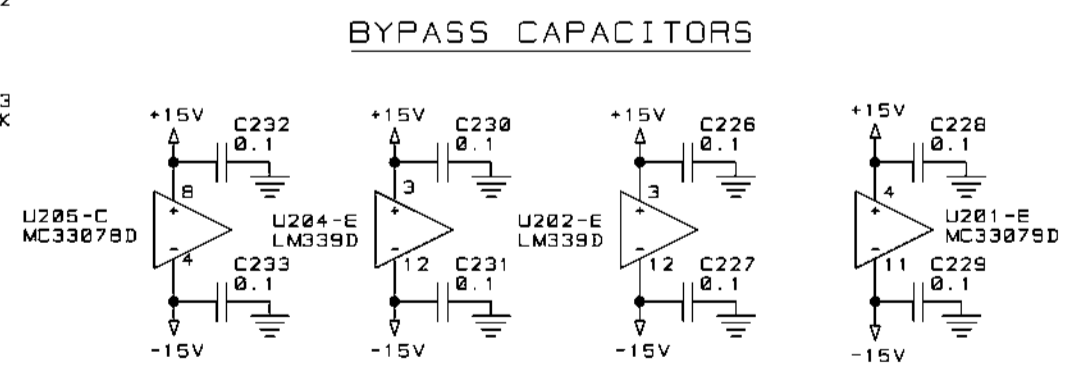 2
BYPASS CAPACITORS
3
K
+15V
C232
0.1
8
+
U205-C
MC33078D
-
4
C233
0.1
-15V
+15V
C230
0.1
3
+
U204-E
LM339D
-
12
C231
0.1
-15V
+15V
C226
0.1
3
+
U202-E
LM339D
-
12
C227
0.1
-15V
+15V
C228
0.1
4
+
U201-E
MC33079D
-
11
C229
0.1
-15V